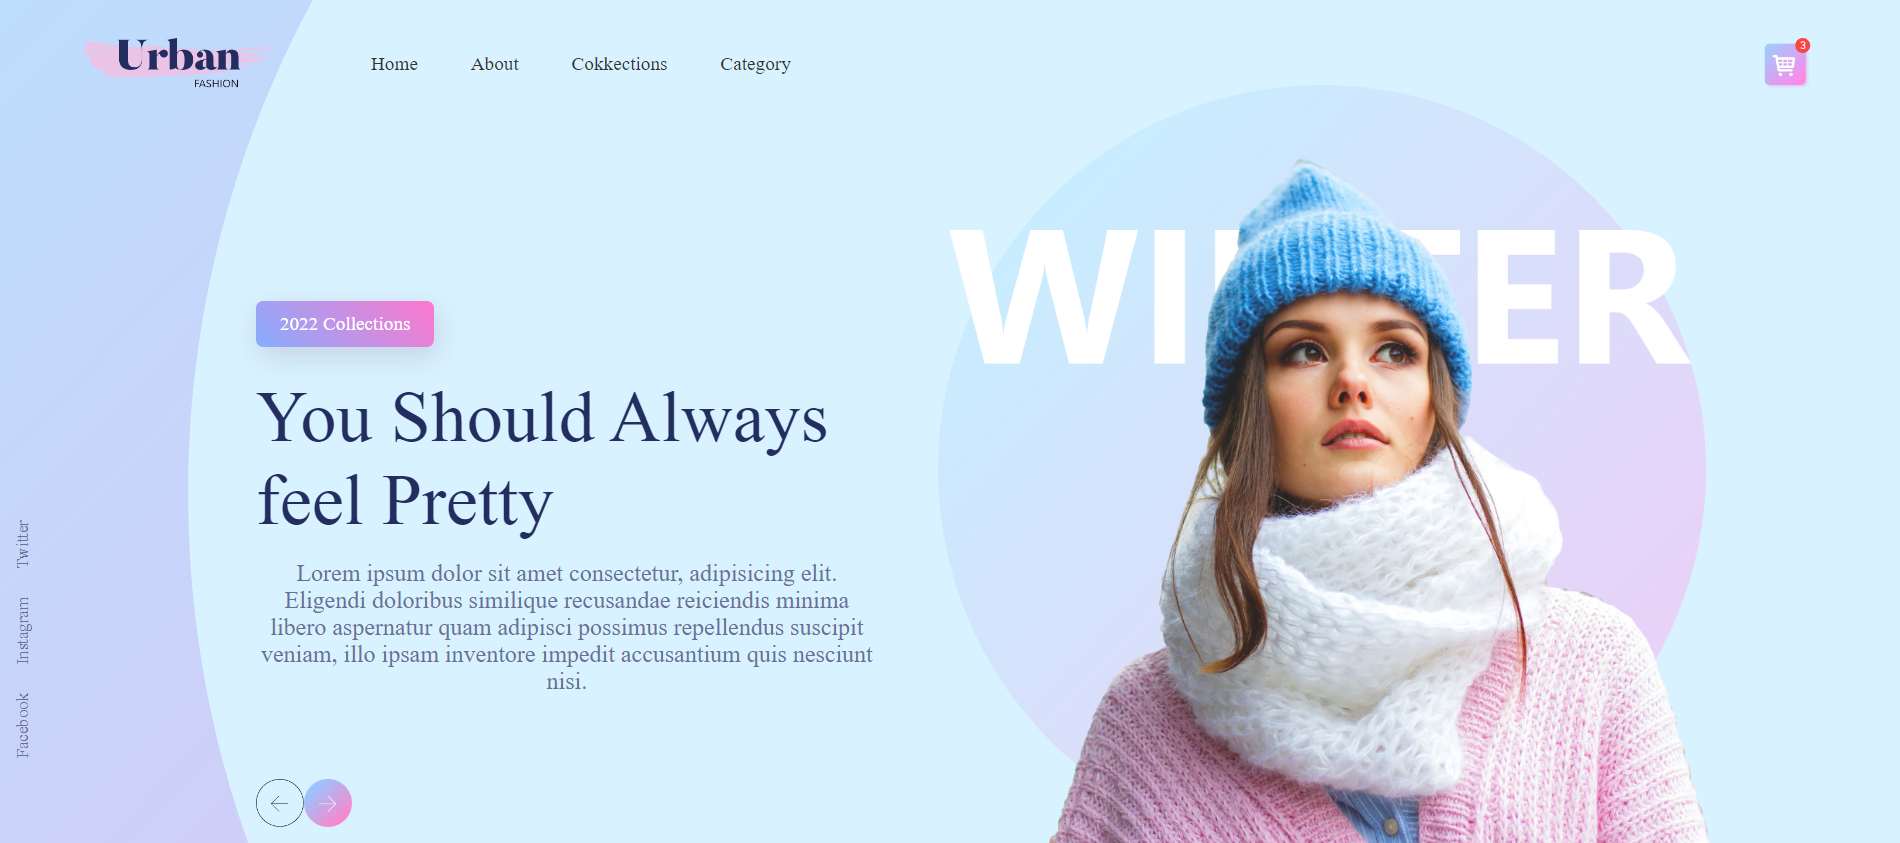 Urban
FASHION
Home
About
Cokkections
Category
3
2022 Collections
You Should Always
feel Pretty
Lorem ipsum dolor sit amet consectetur, adipisicing elit.
Eligendi doloribus similique recusandae reiciendis minima
libero aspernatur quam adipisci possimus repellendus suscipit
veniam, illo ipsam inventore impedit accusantium quis nesciunt
nisi.
WINTER
Twitter
Instagram
Facebook